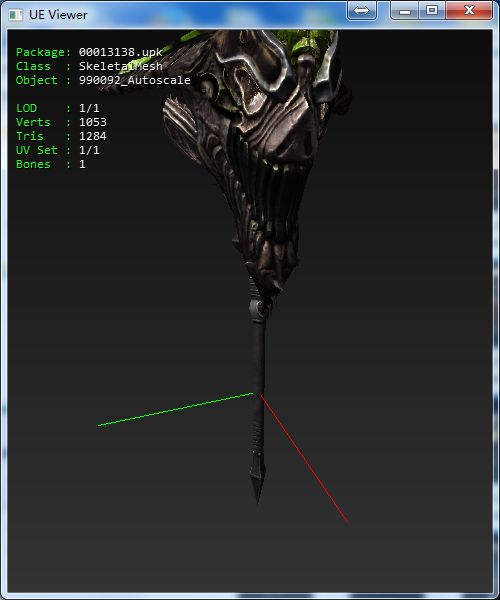 UE Viewer
Package: 00013138.upk
Class : SkeletalMesh
Object : 990092_Autoscale
LOD : 1/1
Verts : 1053
Tris : 1284
UV Set : 1/1
Bones : 1